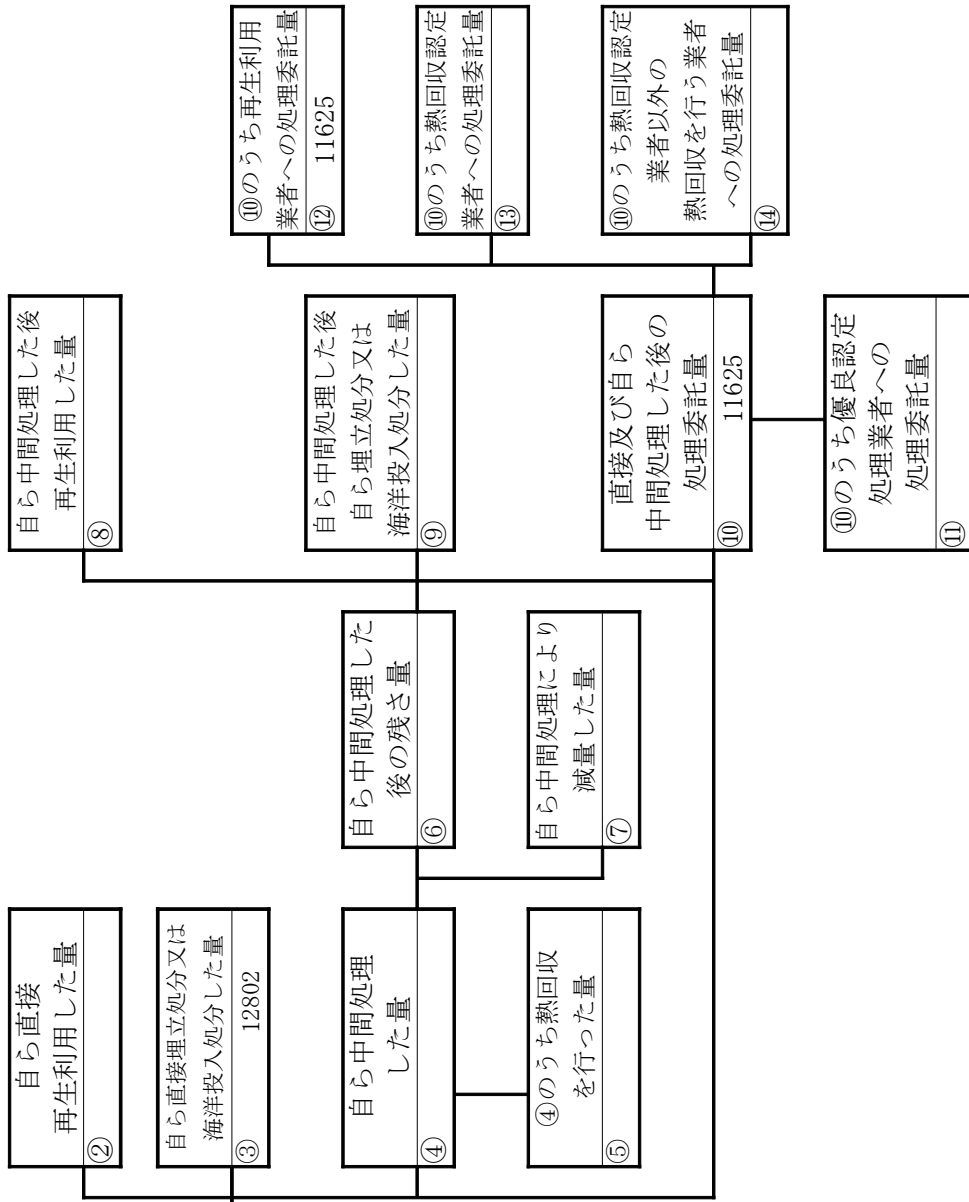 自ら直接
再生利用した量
②
自ら直接埋立処分又は
海洋投入処分した量
③ 12802
自ら中間処理
した量
④
④のうち熱回収
を行った量
⑤
自ら中間処理した
後の残さ量
⑥
自ら中間処理により
減量した量
⑦
自ら中間処理した後
再生利用した量
⑧
自ら中間処理した後
自ら埋立処分又は
海洋投入処分した量
⑨
直接及び自ら
中間処理した後の
処理委託量
⑩ 11625
⑩のうち優良認定
処理業者への
処理委託量
⑪
⑩のうち再生利用
業者への処理委託量
⑫ 11625
⑩のうち熱回収認定
業者への処理委託量
⑬
⑩のうち熱回収認定
業者以外の
熱回収を行う業者
への処理委託量
⑭